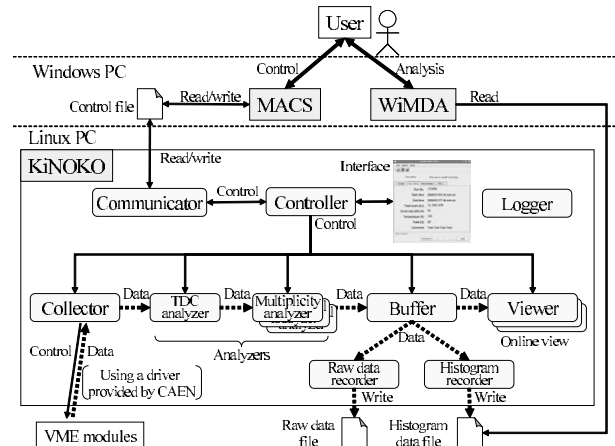 User
Control
Analysis
Windows PC
Control file
Read/write
MACS
WiMDA
Read
Linux PC
KiNOKO
Read/write
Interface
Communicator
Control
Controller
Logger
Control
Collector
Data
TDC
analyzer
Data
Multiplicity
analyzer
analyzer
Data
Buffer
Data
Viewer
Online view
Analyzers
Data
Control
Data
Using a driver
provided by CAEN
Raw data
recorder
Histogram
recorder
Write
Write
VME modules
Raw data
file
Histogram
data file